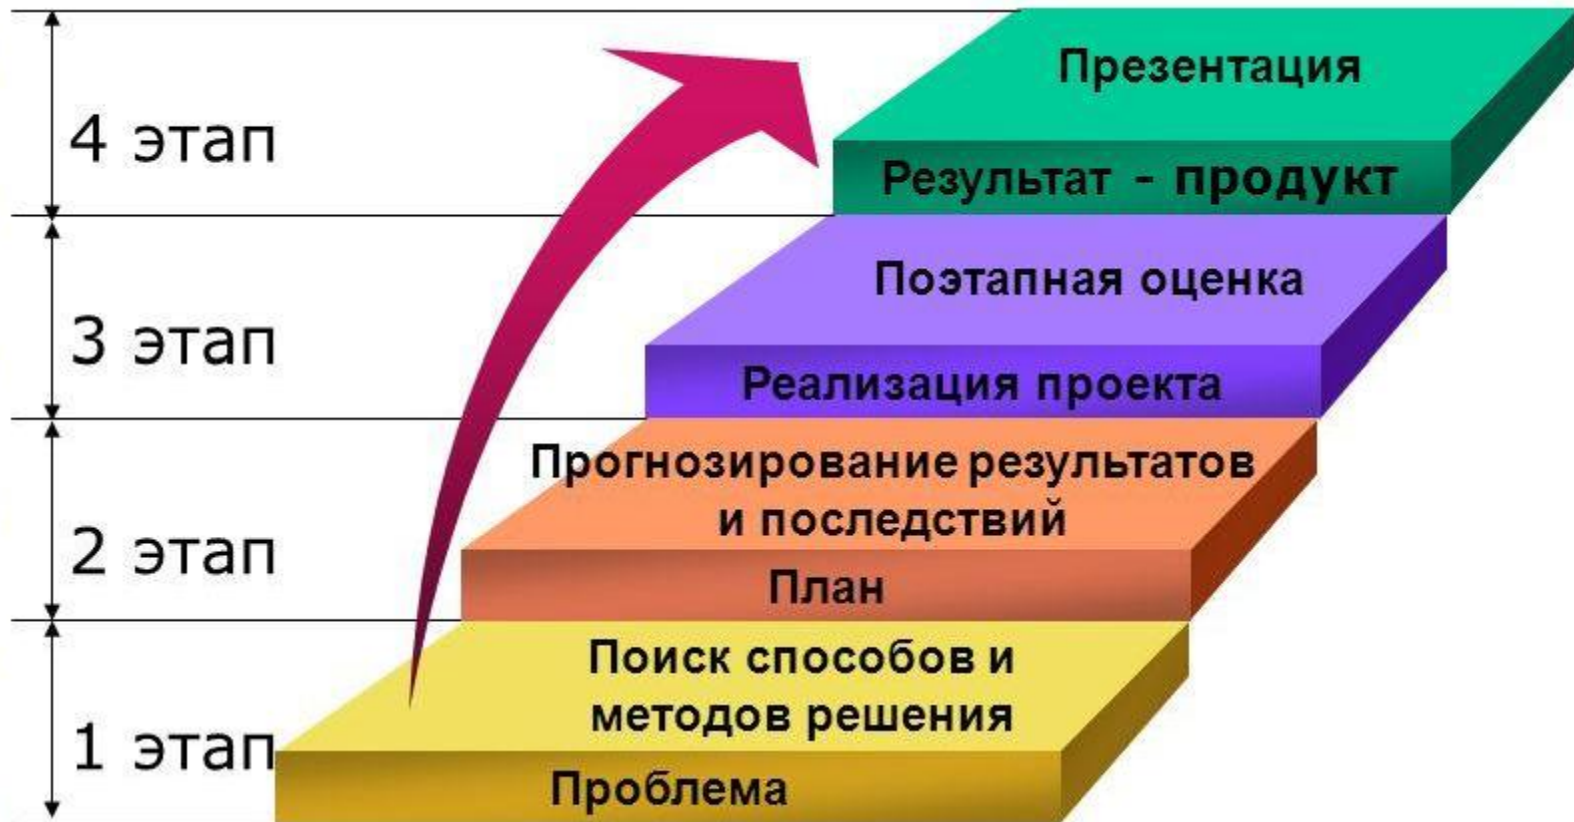 4 этап
Презентация
Результат - продукт
3 этап
Поэтапная оценка
Реализация проекта
2 этап
Прогнозирование результатов
и последствий
План
1 этап
Поиск способов и
методов решения
Проблема